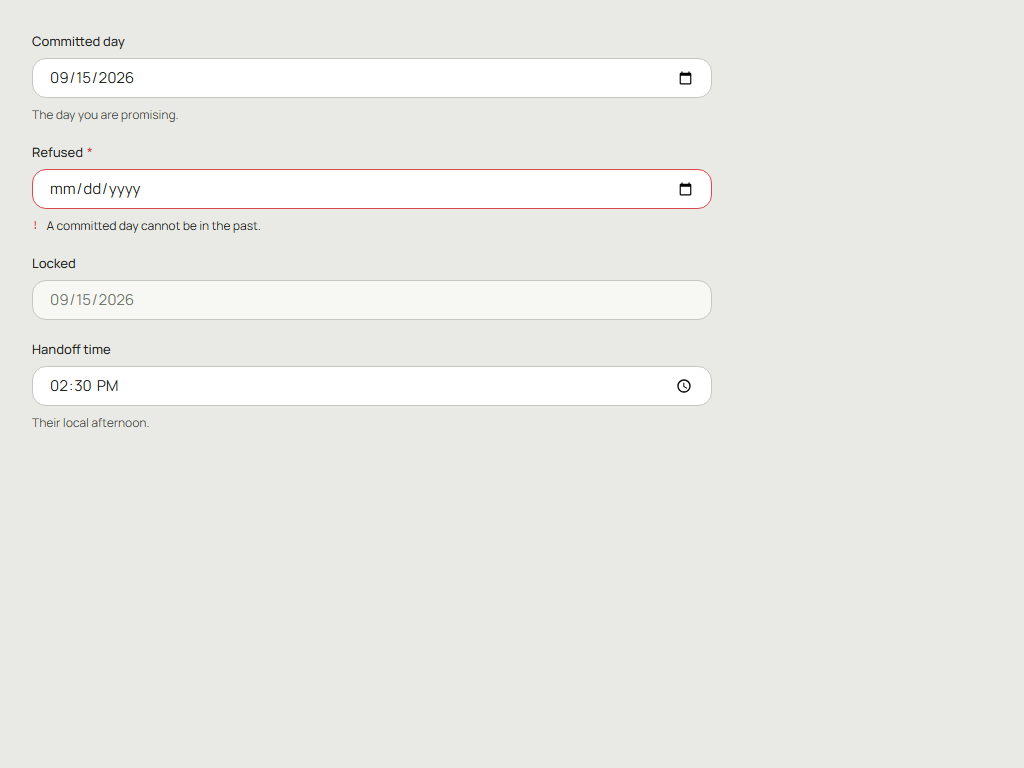 Committed day
09/15/2026
The day you are promising.
Refused *
mm/dd/yyyy
! A committed day cannot be in the past.
Locked
09/15/2026
Handoff time
02:30 PM
Their local afternoon.